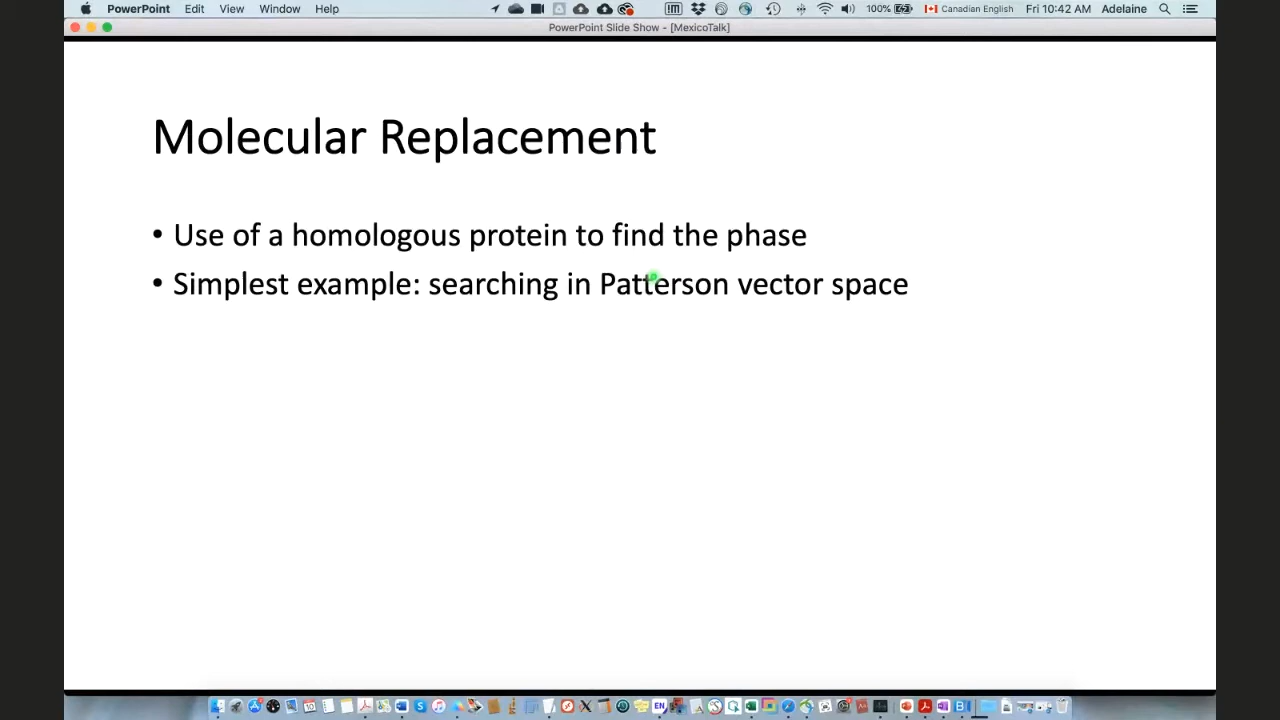 PowerPoint Edit View Window Help 100% Canadian English Fri 10:42 AM Adelaine
PowerPoint Slide Show - [MexicoTalk]
Molecular Replacement
• Use of a homologous protein to find the phase
• Simplest example: searching in Patterson vector space